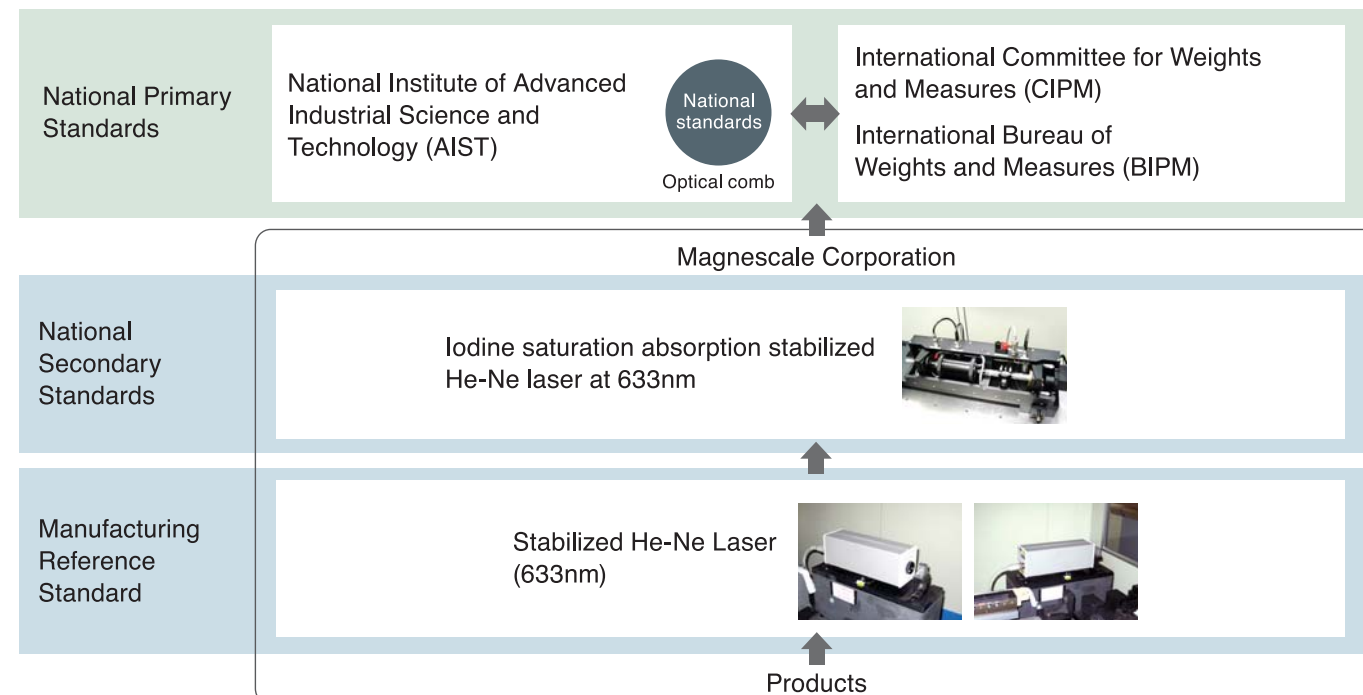 National Primary
Standards
National Institute of Advanced
Industrial Science and
Technology (AIST)
National
standards
Optical comb
International Committee for Weights
and Measures (CIPM)
International Bureau of
Weights and Measures (BIPM)
Magnescale Corporation
National
Secondary
Standards
Iodine saturation absorption stabilized
He-Ne laser at 633nm
Manufacturing
Reference
Standard
Stabilized He-Ne Laser
(633nm)
Products